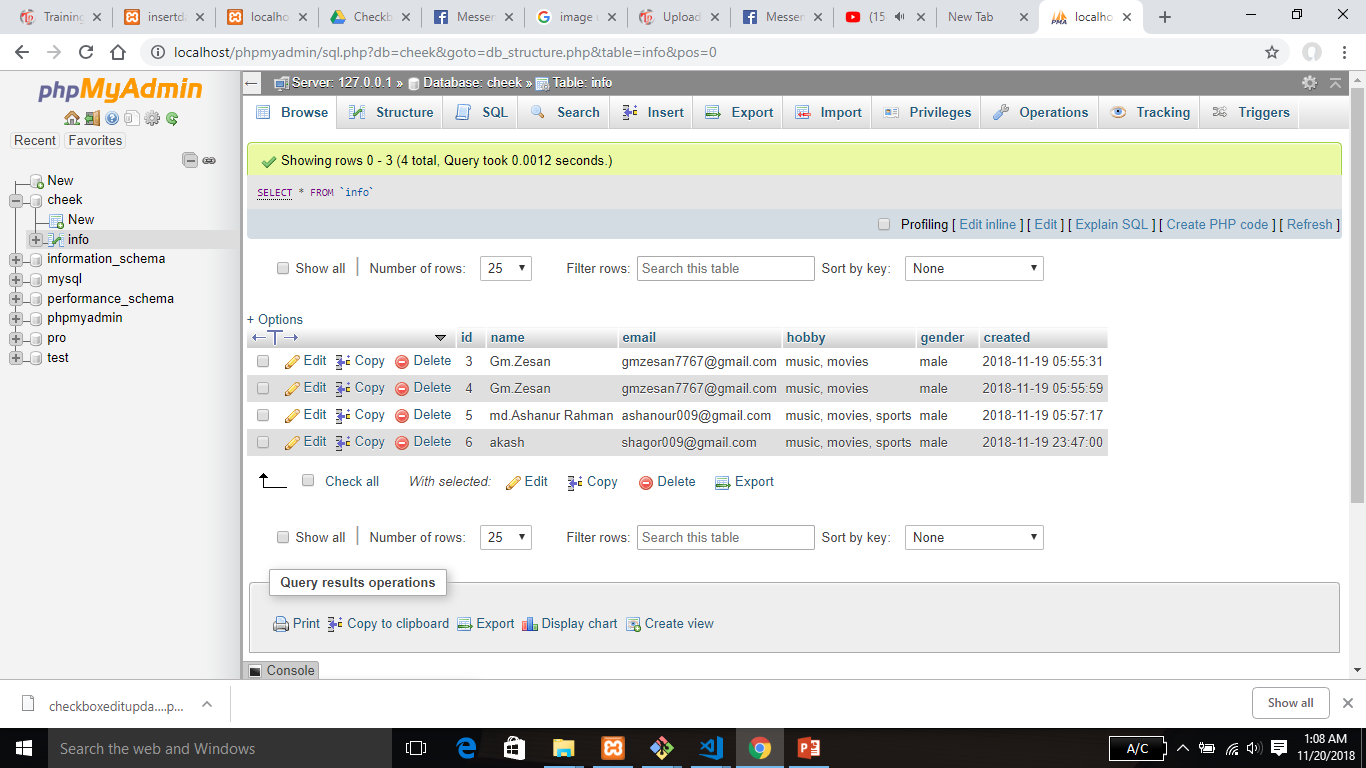 Training insertda localho Checkb Messen image u Upload Messen (15 New Tab localho
localhost/phpmyadmin/sql.php?db=cheek&goto=db_structure.php&table=info&pos=0
phpMyAdmin
Recent Favorites
New
cheek
New
info
information_schema
mysql
performance_schema
phpmyadmin
pro
test
Server: 127.0.0.1 » Database: cheek » Table: info
Browse Structure SQL Search Insert Export Import Privileges Operations Tracking Triggers
Showing rows 0 - 3 (4 total, Query took 0.0012 seconds.)
SELECT * FROM `info`
Profiling [ Edit inline ] [ Edit ] [ Explain SQL ] [ Create PHP code ] [ Refresh ]
Show all Number of rows: 25 Filter rows: Search this table Sort by key: None
+ Options
id name email hobby gender created
Edit Copy Delete 3 Gm.Zesan gmzesan7767@gmail.com music, movies male 2018-11-19 05:55:31
Edit Copy Delete 4 Gm.Zesan gmzesan7767@gmail.com music, movies male 2018-11-19 05:55:59
Edit Copy Delete 5 md.Ashanur Rahman ashanour009@gmail.com music, movies, sports male 2018-11-19 05:57:17
Edit Copy Delete 6 akash shagor009@gmail.com music, movies, sports male 2018-11-19 23:47:00
Check all With selected: Edit Copy Delete Export
Show all Number of rows: 25 Filter rows: Search this table Sort by key: None
Query results operations
Print Copy to clipboard Export Display chart Create view
Console
checkboxeditupda....p... Show all
Search the web and Windows A/C 1:08 AM
11/20/2018